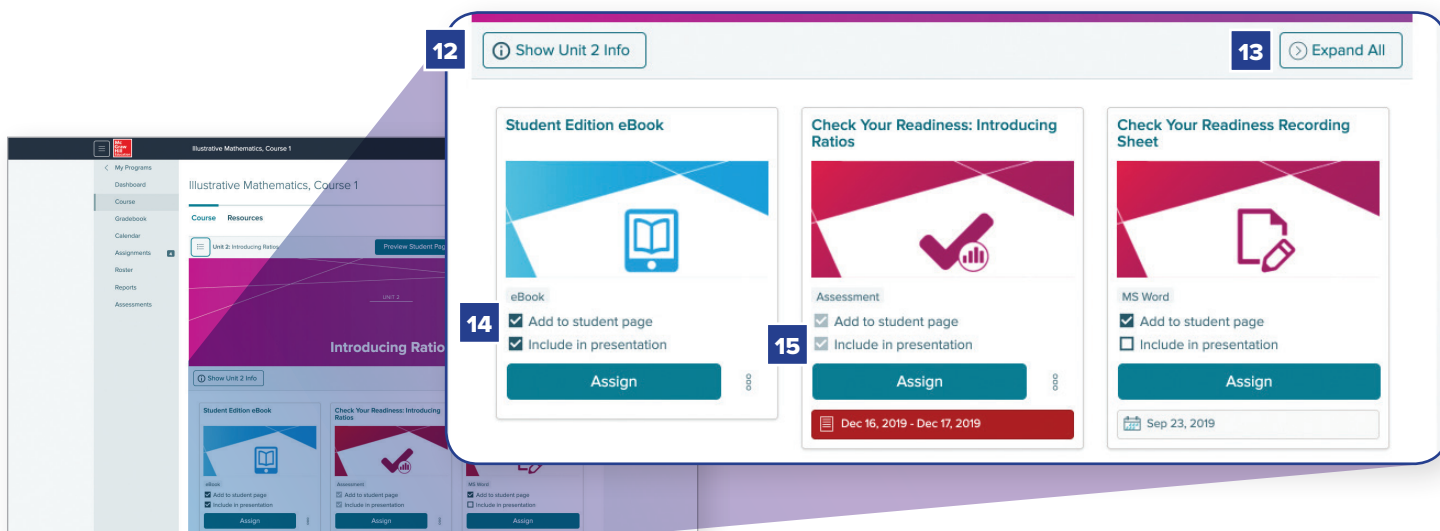 12
Show Unit 2 Info
13
Expand All
Student Edition eBook
eBook
14
Add to student page
Include in presentation
Assign
Check Your Readiness: Introducing
Ratios
Assessment
Add to student page
15
Include in presentation
Assign
Dec 16, 2019 - Dec 17, 2019
Check Your Readiness Recording
Sheet
MS Word
Add to student page
Include in presentation
Assign
Sep 23, 2019
Mc
Graw
Hill
Illustrative Mathematics, Course 1
My Programs
Dashboard
Course
Gradebook
Calendar
Assignments 4
Roster
Reports
Assessments
Illustrative Mathematics, Course 1
Course Resources
Unit 2: Introducing Ratios
Preview Student Pag
UNIT 2
Introducing Ratio
Show Unit 2 Info
Student Edition eBook
eBook
Add to student page
Include in presentation
Assign
Check Your Readiness: Introducing
Ratios
Assessment
Add to student page
Include in presentation
Assign
MS Word
Add to student page
Include in presentation
Assign